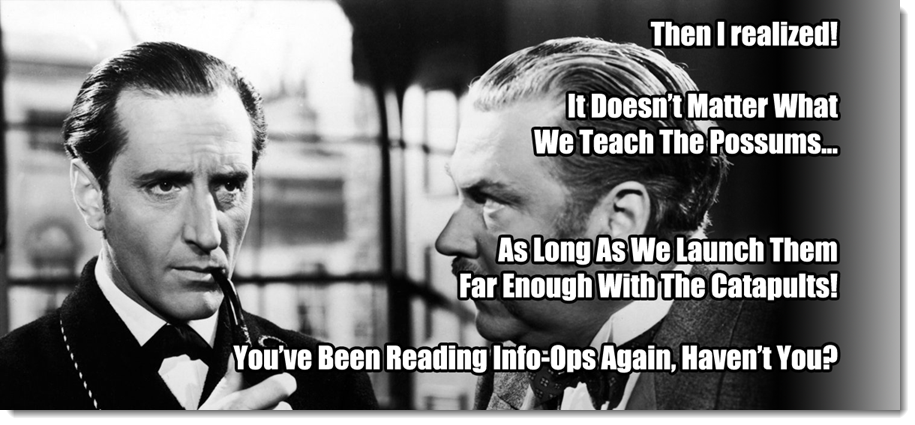 Then I realized!
It Doesn't Matter What
We Teach The Possums...
As Long As We Launch Them
Far Enough With The Catapults!
You've Been Reading Info-Ops Again, Haven't You?